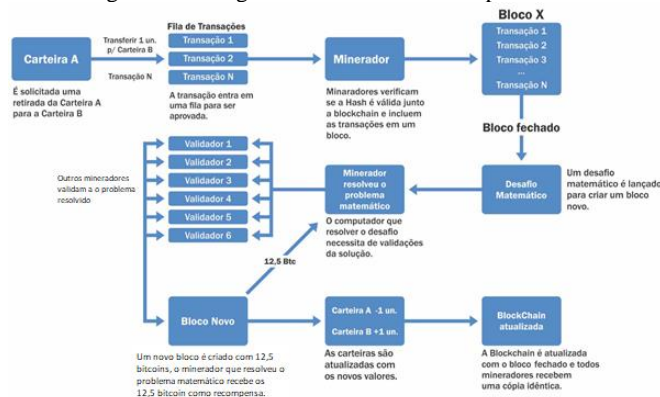 Bloco X
Fila de Transações
Carteira A
Transferir 1 un.
p/ Carteira B
Transação N
Transação 1
Transação 2
Transação N
Minerador
Transação 1
Transação 2
Transação 3
...
Transação N
É solicitada uma
retirada da Carteira A
para a Carteira B
A transação entra em
uma fila para ser
aprovada.
Minaradores verificam
se a Hash é válida junto
a blockchain e incluem
as transações em um
bloco.
Bloco fechado
Outros mineradores
validam a o problema
resolvido
Validador 1
Validador 2
Validador 3
Validador 4
Validador 5
Validador 6
Minerador
resolveu o
problema
matemático
Desafio
Matemático
Um desafio
matemático é lançado
para criar um bloco
novo.
O computador que
resolver o desafio
necessita de validações
da solução.
12,5 Btc
Bloco Novo
Carteira A -1 un.
Carteira B +1 un.
BlockChain
atualizada
Um novo bloco é criado com 12,5
bitcoins, o minerador que resolveu o
problema matemático recebe os
12,5 bitcoin como recompensa.
As carteiras são
atualizadas com
os novos valores.
A Blockchain é atualizada
com o bloco fechado e todos
mineradores recebem
uma cópia idêntica.